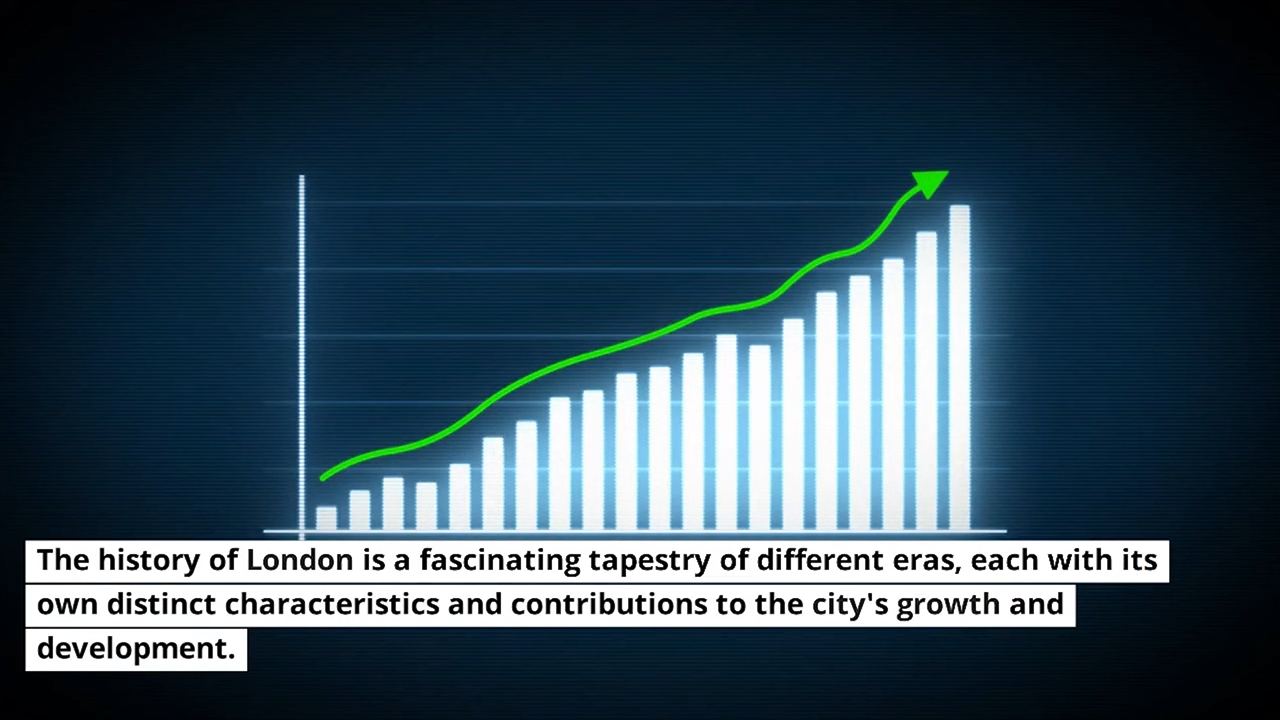 The history of London is a fascinating tapestry of different eras, each with its
own distinct characteristics and contributions to the city's growth and
development.